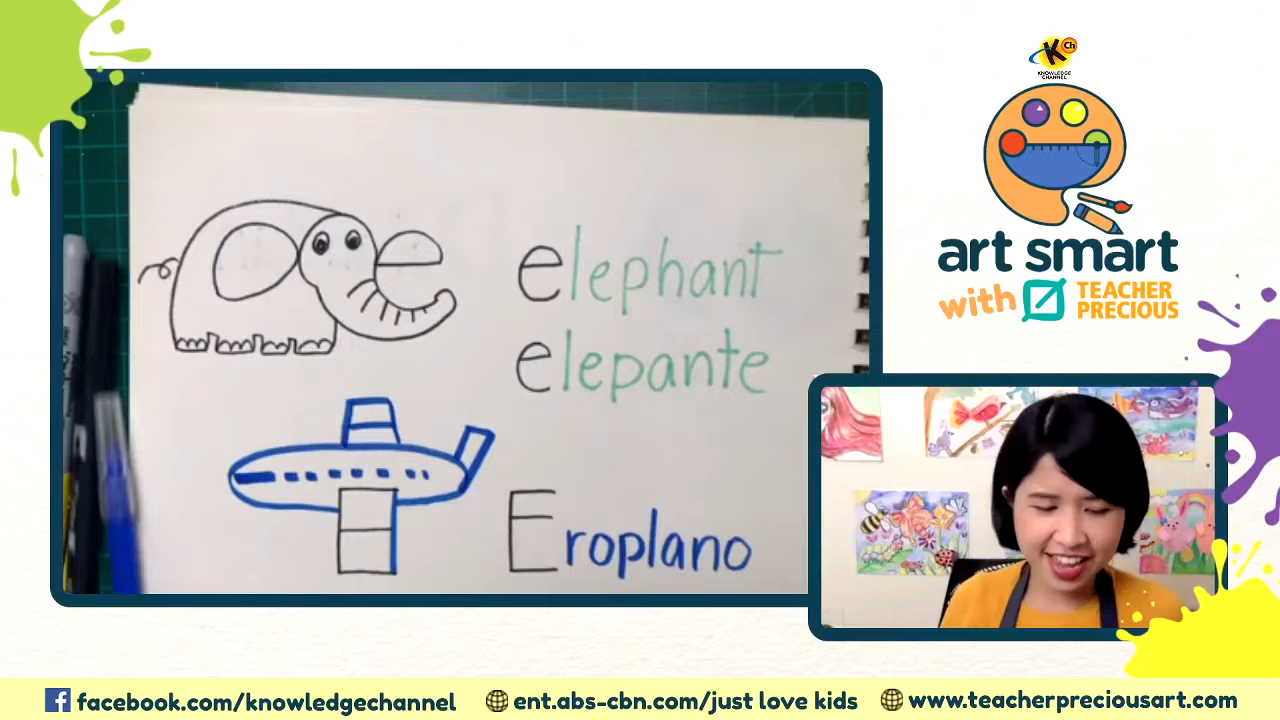 K Ch
KNOWLEDGE
CHANNEL
art smart
with TEACHER
PRECIOUS
elephant
elepante
Eroplano
facebook.com/knowledgechannel
ent.abs-cbn.com/just love kids
www.teacherpreciousart.com